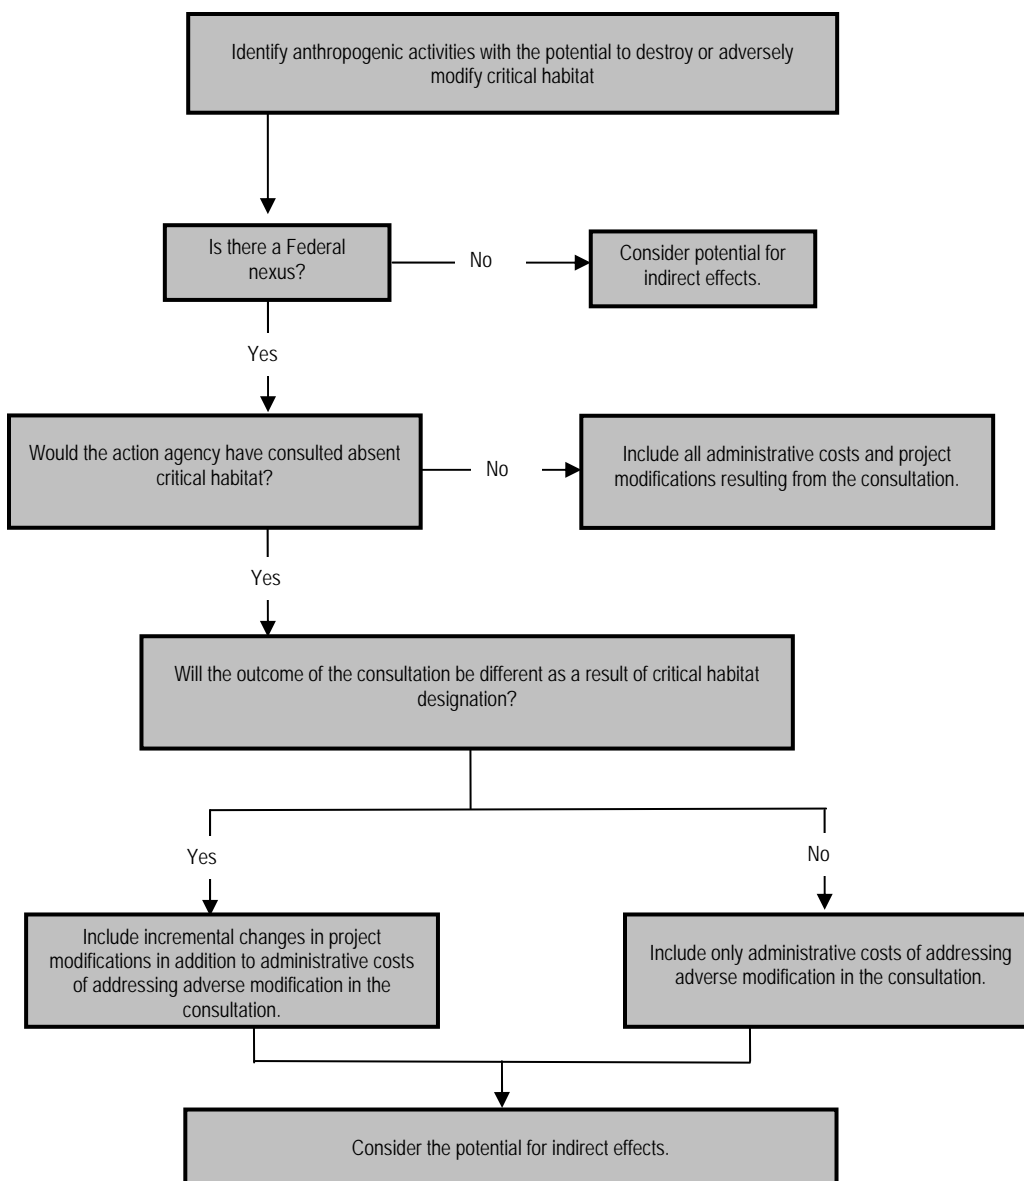 Identify anthropogenic activities with the potential to destroy or adversely
modify critical habitat
Is there a Federal
nexus?
No
Consider potential for
indirect effects.
Yes
Would the action agency have consulted absent
critical habitat?
No
Include all administrative costs and project
modifications resulting from the consultation.
Yes
Will the outcome of the consultation be different as a result of critical habitat
designation?
Yes
No
Include incremental changes in project
modifications in addition to administrative costs
of addressing adverse modification in the
consultation.
Include only administrative costs of addressing
adverse modification in the consultation.
Consider the potential for indirect effects.